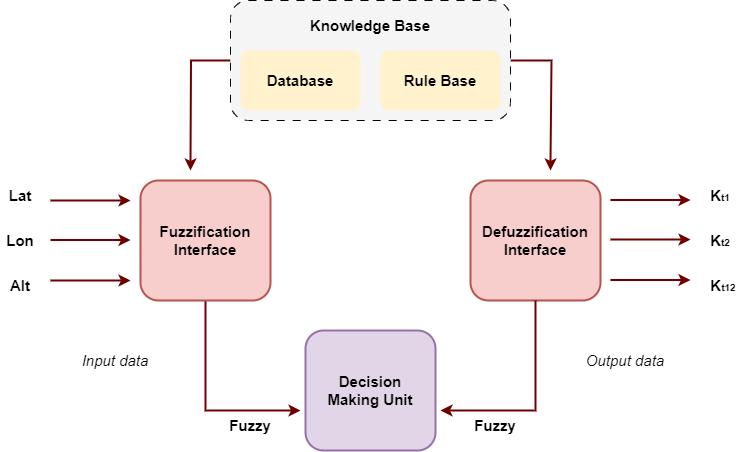 Knowledge Base
Database
Rule Base
Lat
Lon
Alt
Fuzzification
Interface
Defuzzification
Interface
Kt1
Kt2
Kt12
Input data
Output data
Decision
Making Unit
Fuzzy
Fuzzy